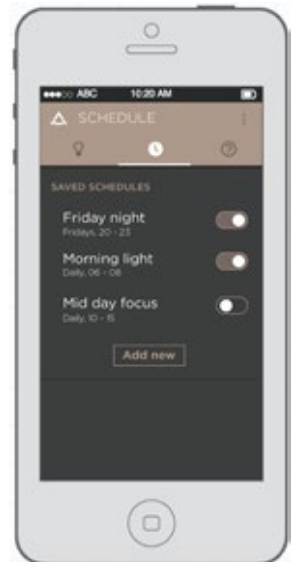 ABC 10:20 AM
SCHEDULE
SAVED SCHEDULES
Friday night
Fridays, 20 - 23
Morning light
Daily, 06 - 08
Mid day focus
Daily, 10 - 15
Add new